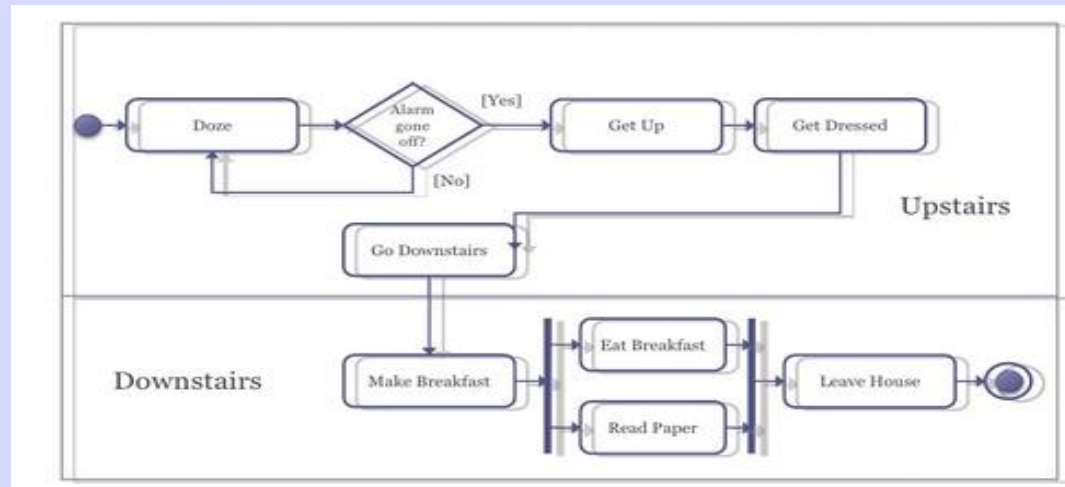 Doze
Alarm
gone
off?
[Yes]
Get Up
Get Dressed
[No]
Upstairs
Go Downstairs
Downstairs
Make Breakfast
Eat Breakfast
Read Paper
Leave House